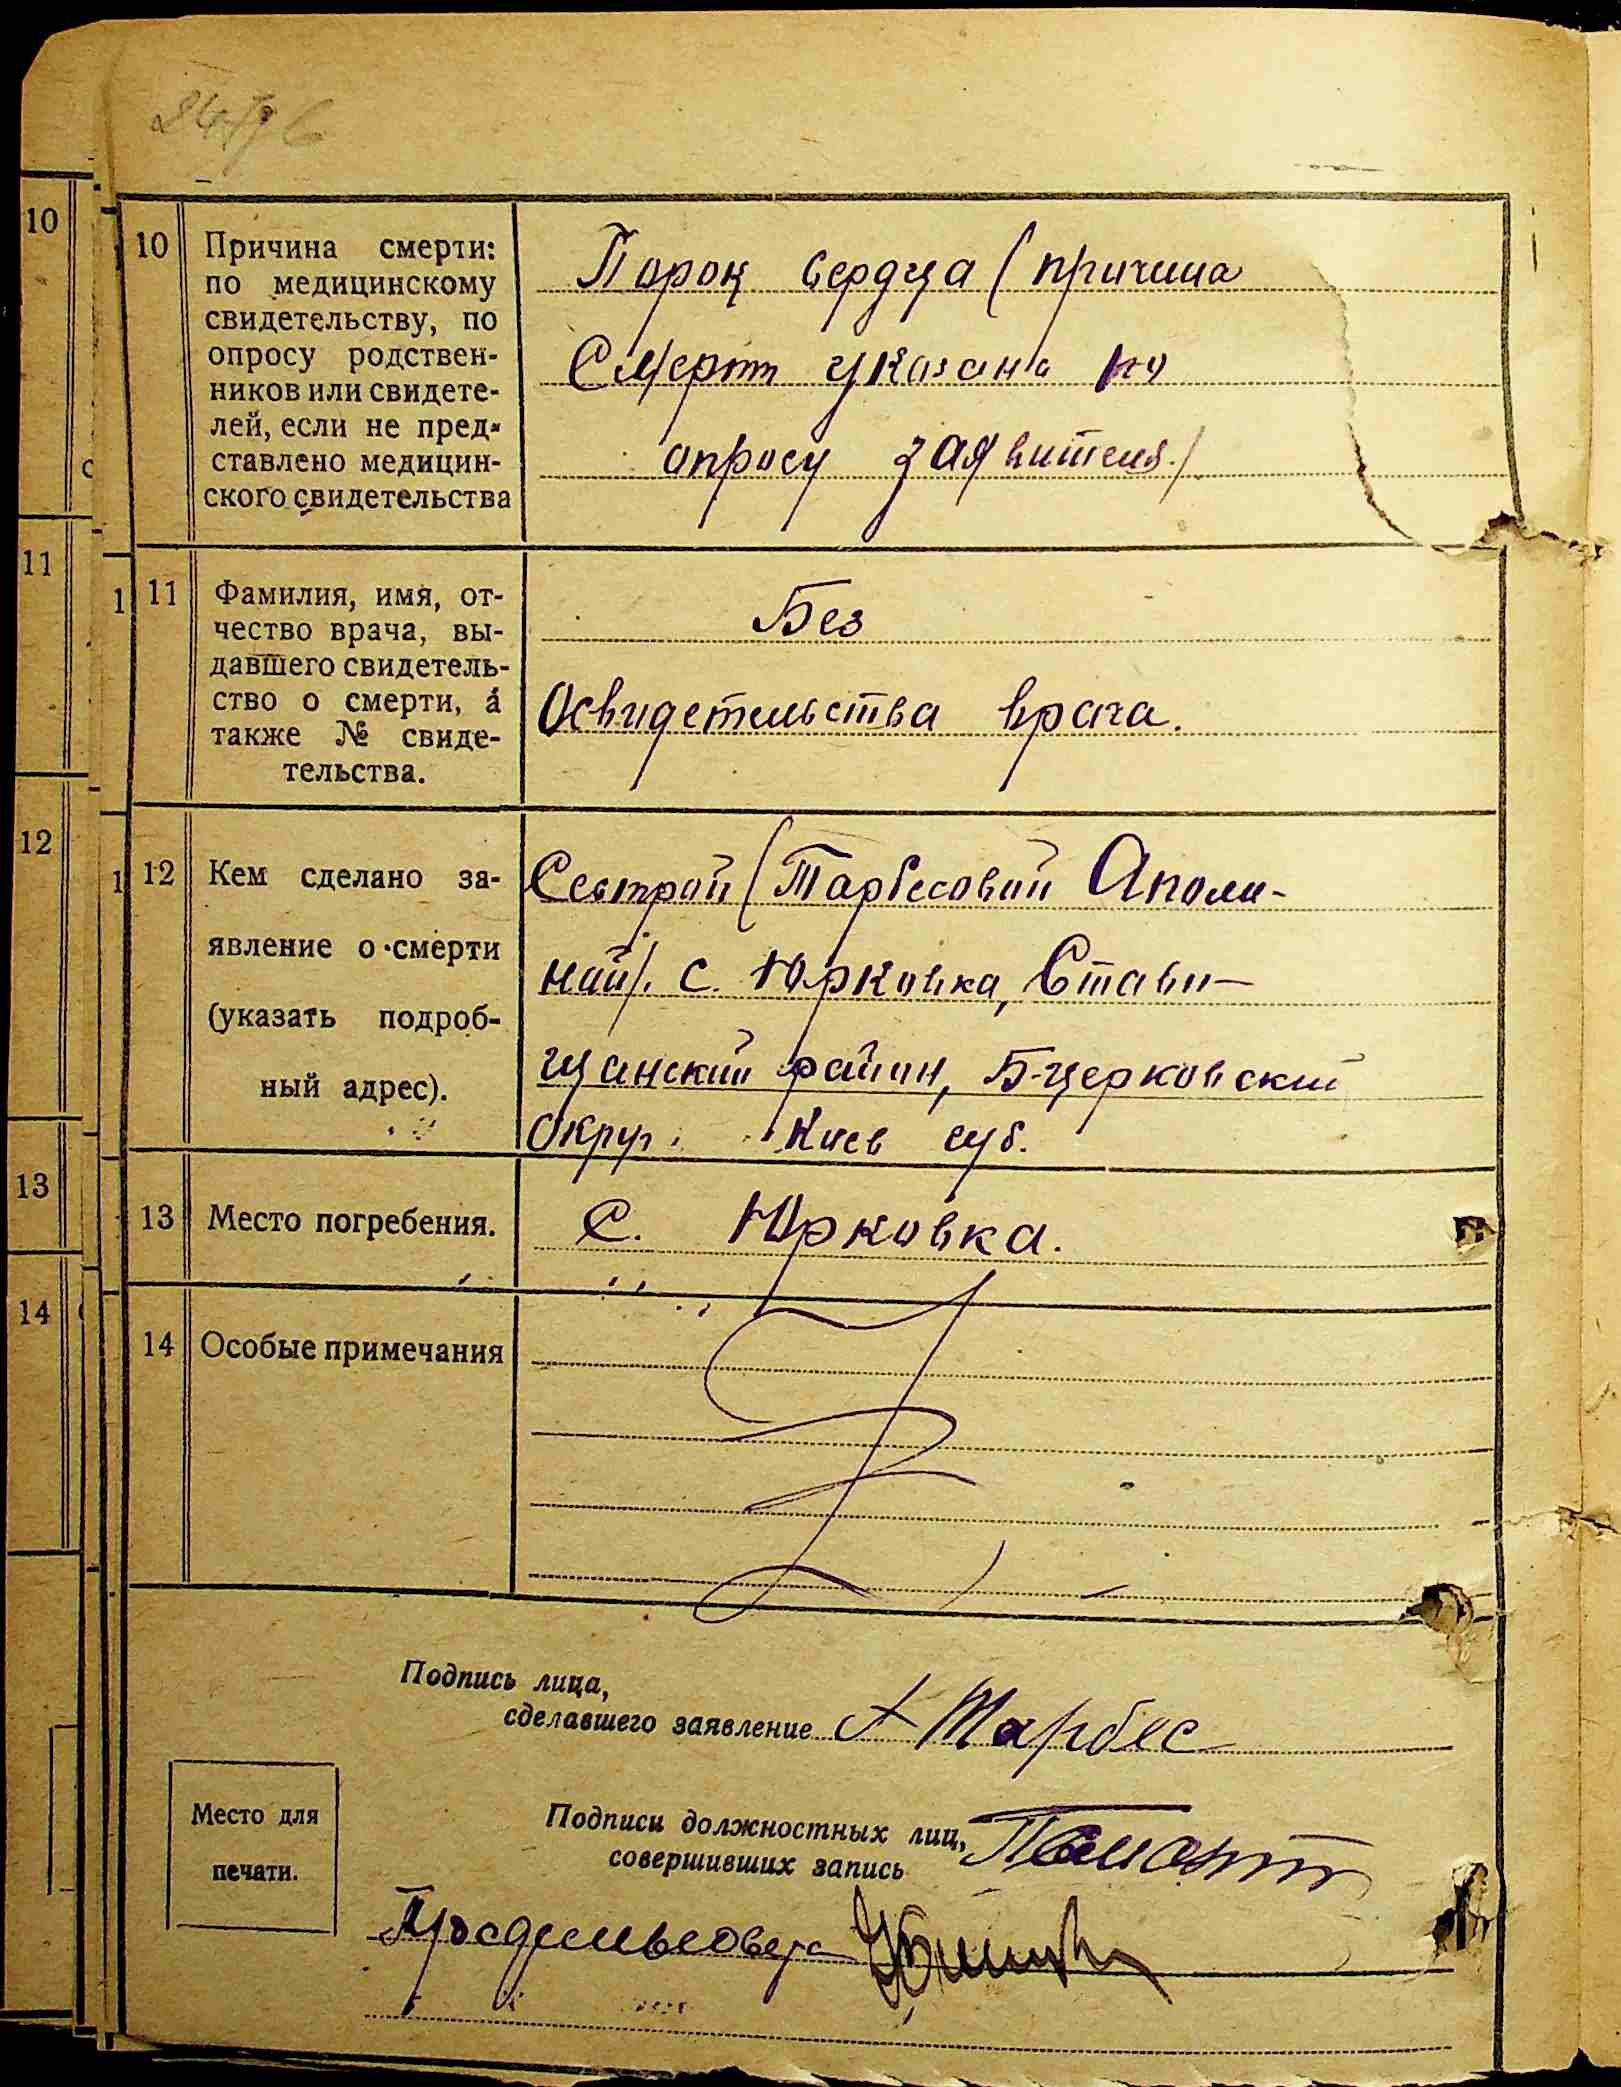 10
10 Причина смерти:
по медицинскому
свидетельству, по
опросу родствен-
ников или свидете-
лей, если не пред-
ставлено медицин-
ского свидетельства
Порок сердца (причина
Смерти указана по
опросу заявителя)
11
1
11 Фамилия, имя, от-
чество врача, вы-
давшего свидетель-
ство о смерти, а
также № свиде-
тельства.
Без
Освидетельства врача.
12
1
12 Кем сделано за-
явление о смерти
(указать подроб-
ный адрес).
Сестрой (Тарбесовой Аполи-
най). с. Юрковка, Стави-
щанский район, Б-церковский
округ. Киев губ.
13
13 Место погребения.
С. Юрковка.
14
14 Особые примечания
Подпись лица,
сделавшего заявление А Тарбес
Место для
печати.
Подписи должностных лиц,
совершивших запись